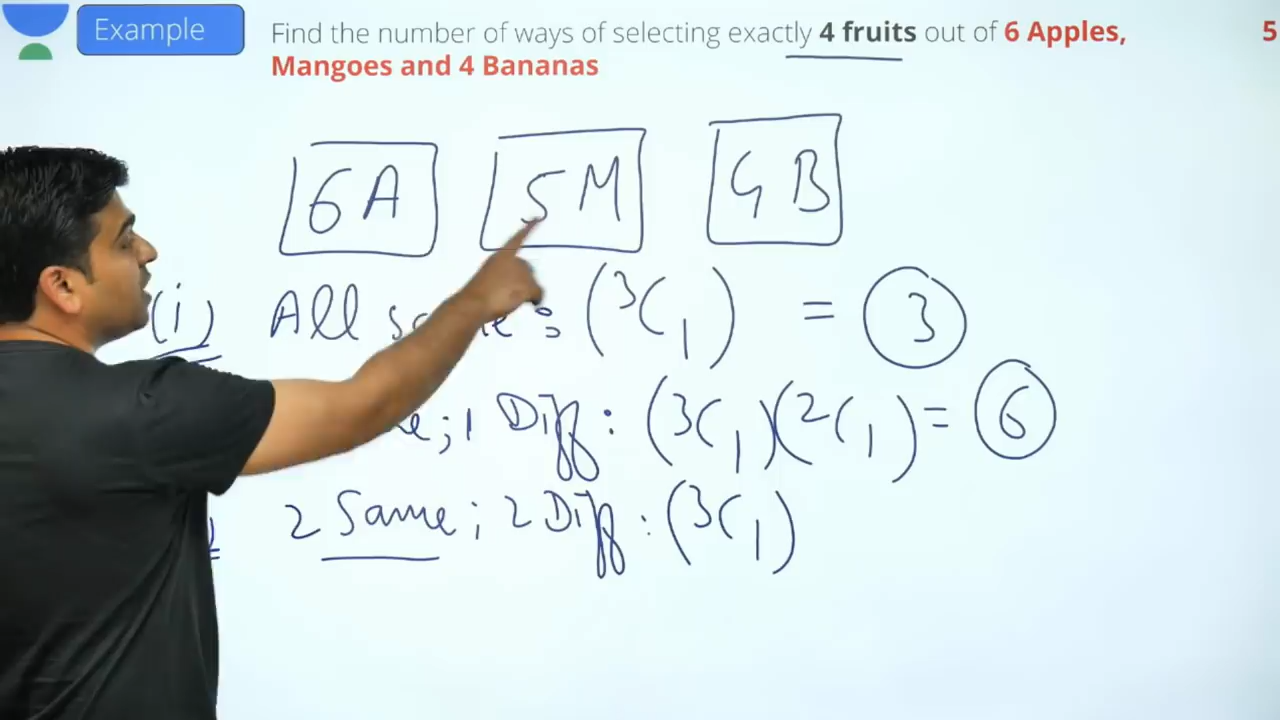 Example
Find the number of ways of selecting exactly 4 fruits out of 6 Apples, 5
Mangoes and 4 Bananas
6A 5M 4B
(i) All : (3C1) = 3
; 1 Diff : (3C1)(2C1) = 6
2 Same ; 2 Diff : (3C1)